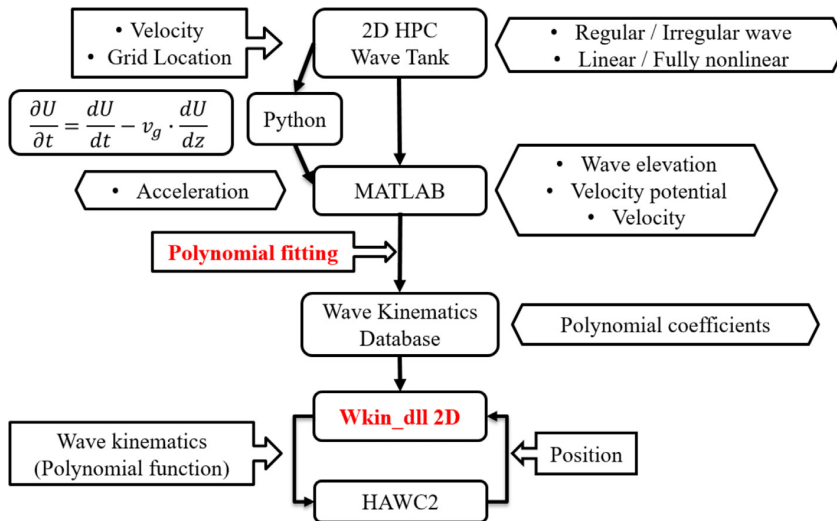 • Velocity
• Grid Location
2D HPC
Wave Tank
• Regular / Irregular wave
• Linear / Fully nonlinear
∂U/∂t = dU/dt − v_g · dU/dz
Python
• Acceleration
MATLAB
• Wave elevation
• Velocity potential
• Velocity
Polynomial fitting
Wave Kinematics
Database
Polynomial coefficients
Wkin_dll 2D
Wave kinematics
(Polynomial function)
Position
HAWC2